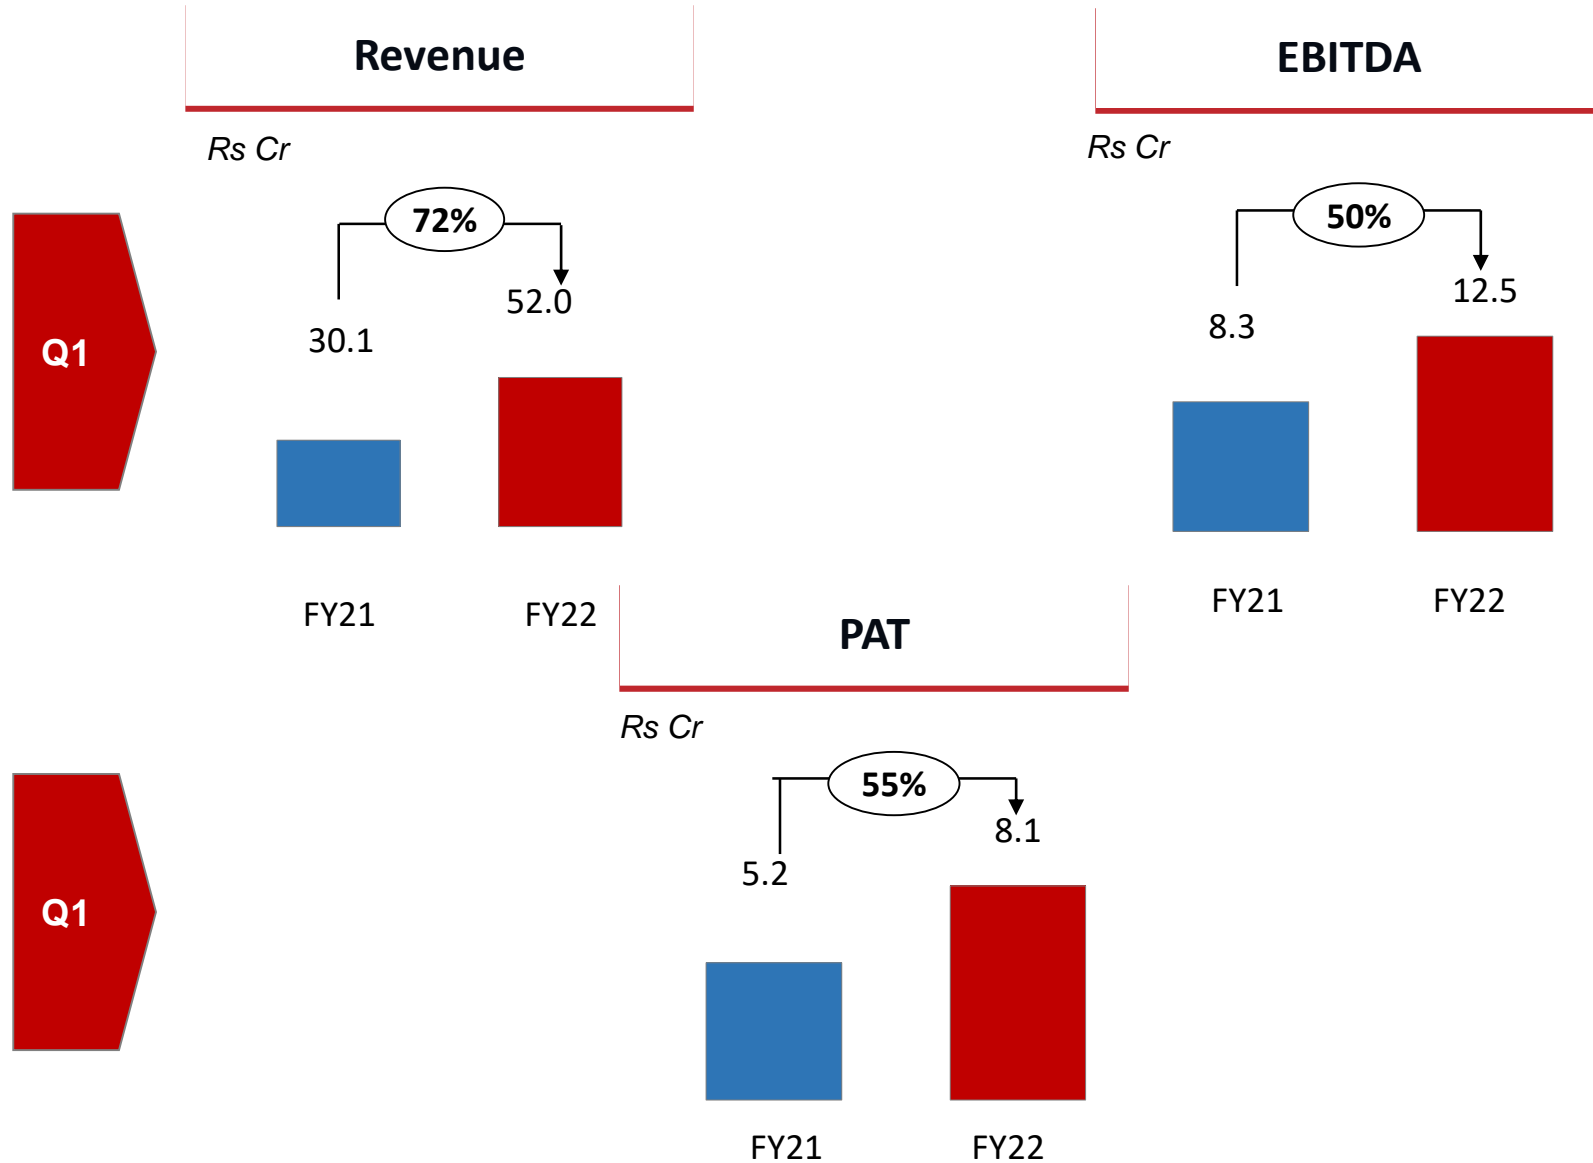 Revenue
EBITDA
Rs Cr
Rs Cr
72%
50%
52.0
12.5
30.1
8.3
Q1
FY21
FY22
FY21
FY22
PAT
Rs Cr
55%
8.1
5.2
Q1
FY21
FY22